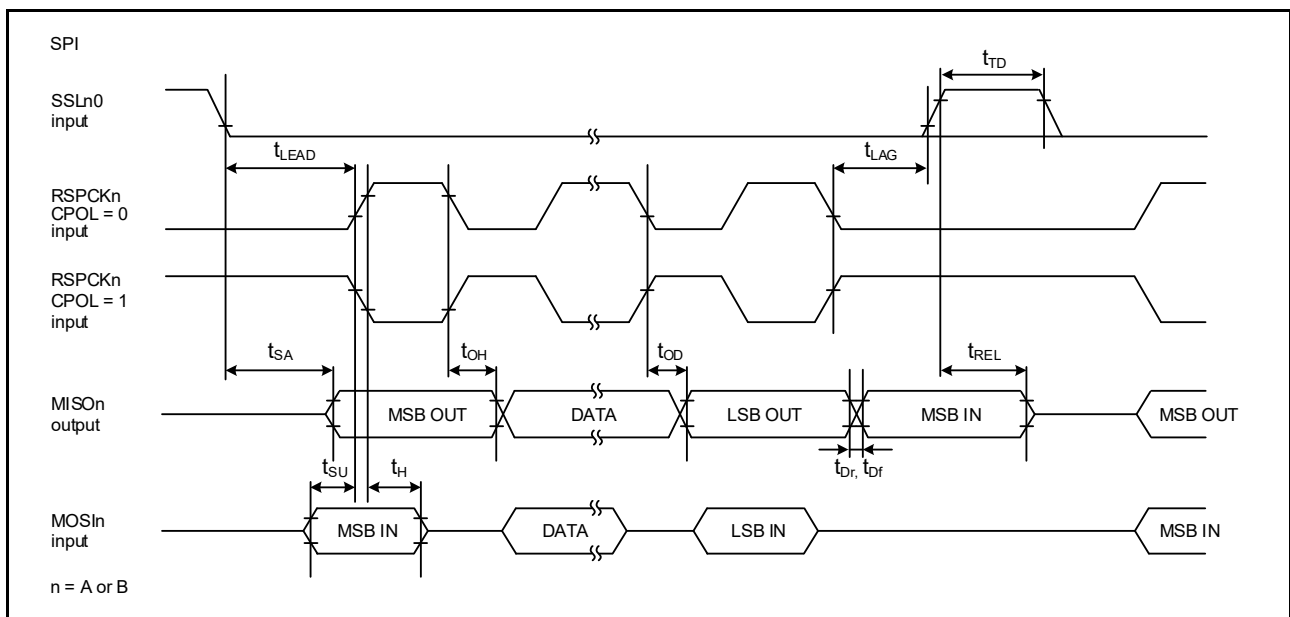 SPI
tTD
SSLn0
input
tLEAD
tLAG
RSPCKn
CPOL = 0
input
RSPCKn
CPOL = 1
input
tSA
tOH
tOD
tREL
MISOn
output
MSB OUT
DATA
LSB OUT
MSB IN
MSB OUT
tSU
tH
tDr, tDf
MOSIn
input
MSB IN
DATA
LSB IN
MSB IN
n = A or B